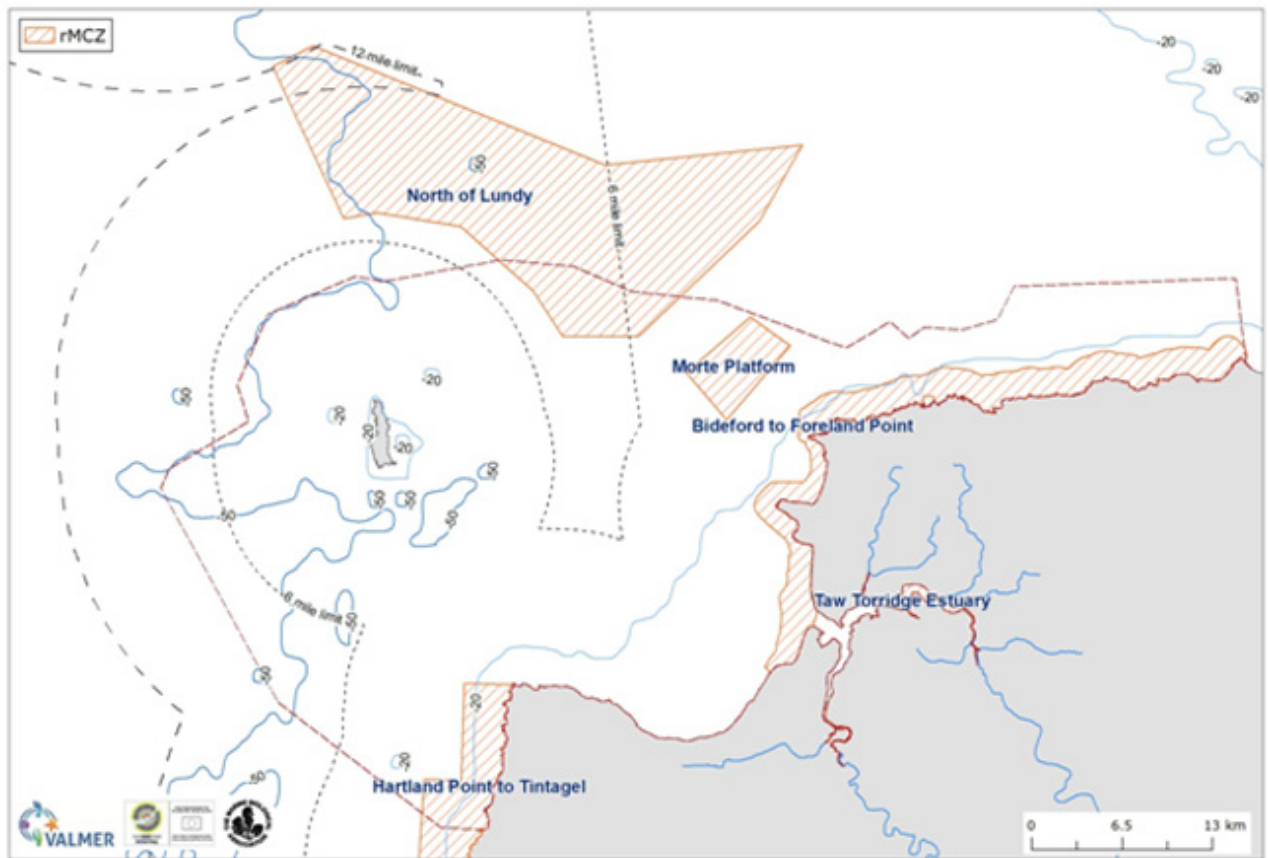 rMCZ
12 mile limit
-20
-20
-20
-50
North of Lundy
6 mile limit
Morte Platform
-50
-20
-20
-20
-20
Bideford to Foreland Point
-50
-50
-50
-50
-50
6 mile limit
-50
Taw Torridge Estuary
-50
-20
-20
-50
Hartland Point to Tintagel
VALMER
0 6.5 13 km